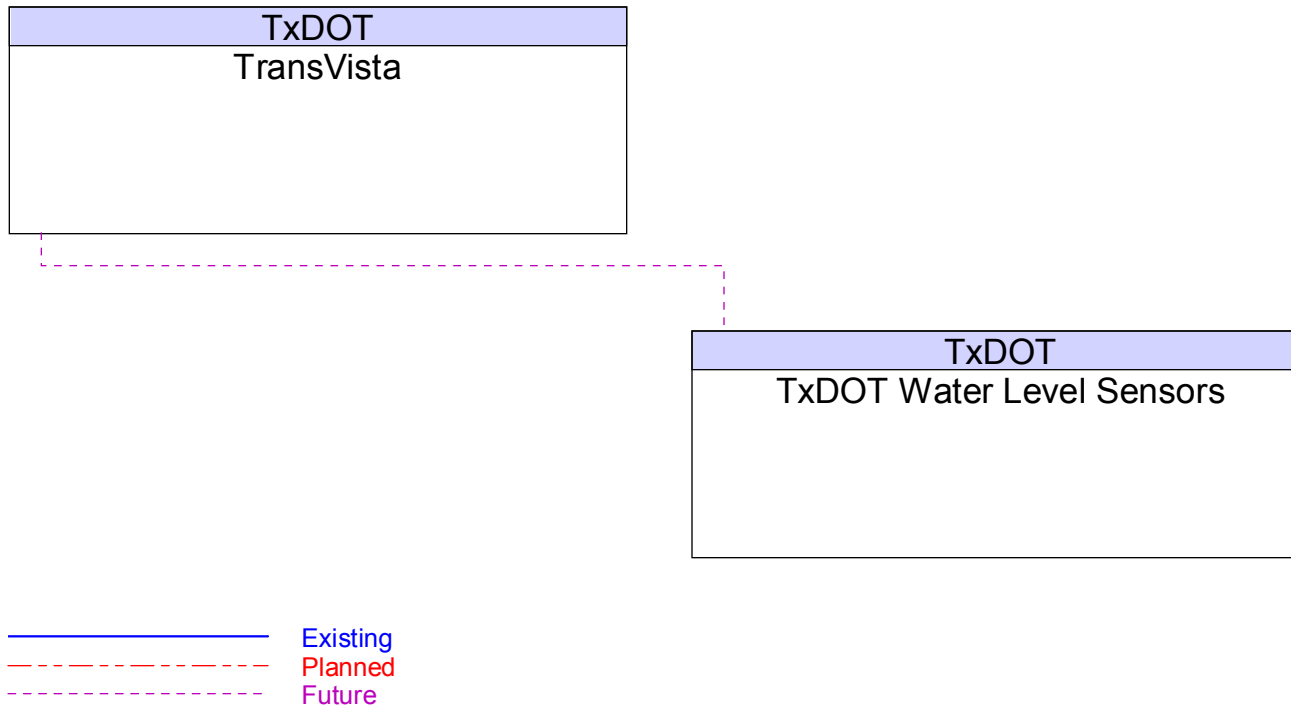 TxDOT
TransVista
TxDOT
TxDOT Water Level Sensors
Existing
Planned
Future